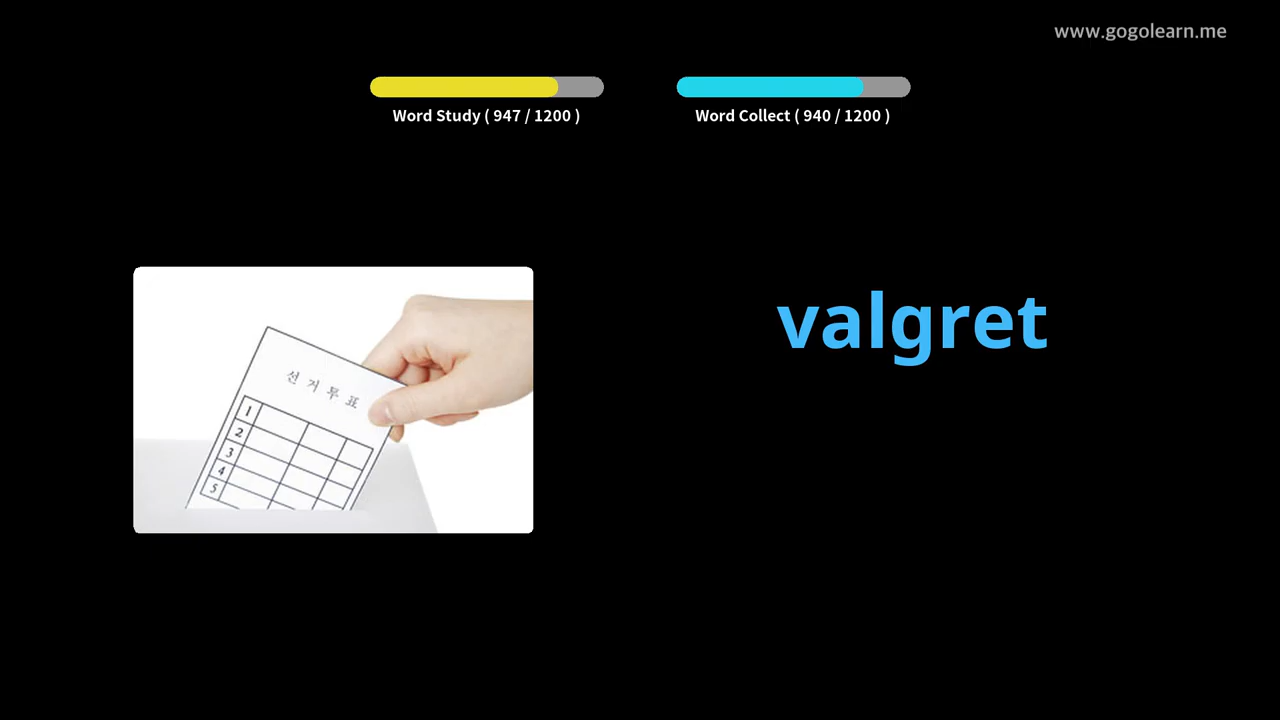 www.gogolearn.me
Word Study ( 947 / 1200 )
Word Collect ( 940 / 1200 )
valgret
선거투표
1
2
3
4
5